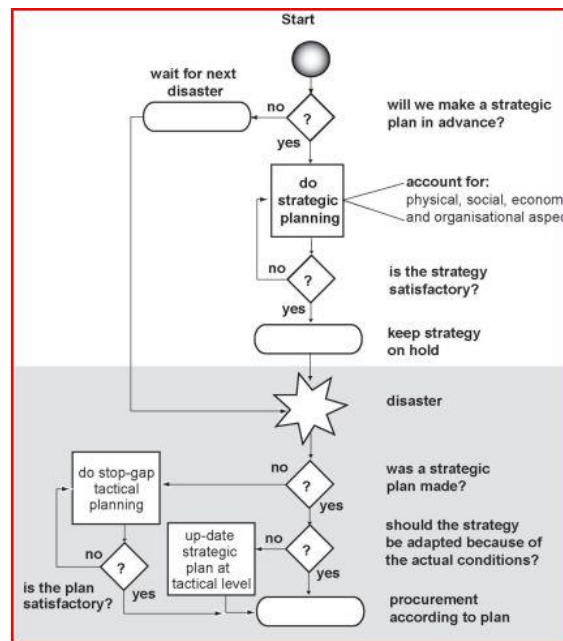 Start
wait for next
disaster
no
?
will we make a strategic
plan in advance?
yes
do
strategic
planning
account for:
physical, social, econom
and organisational aspe
no
?
is the strategy
satisfactory?
yes
keep strategy
on hold
disaster
do stop-gap
tactical
planning
no
?
was a strategic
plan made?
yes
no
?
should the strategy
be adapted because of
the actual conditions?
up-date
strategic
plan at
tactical level
yes
no
?
is the plan
satisfactory?
yes
procurement
according to plan